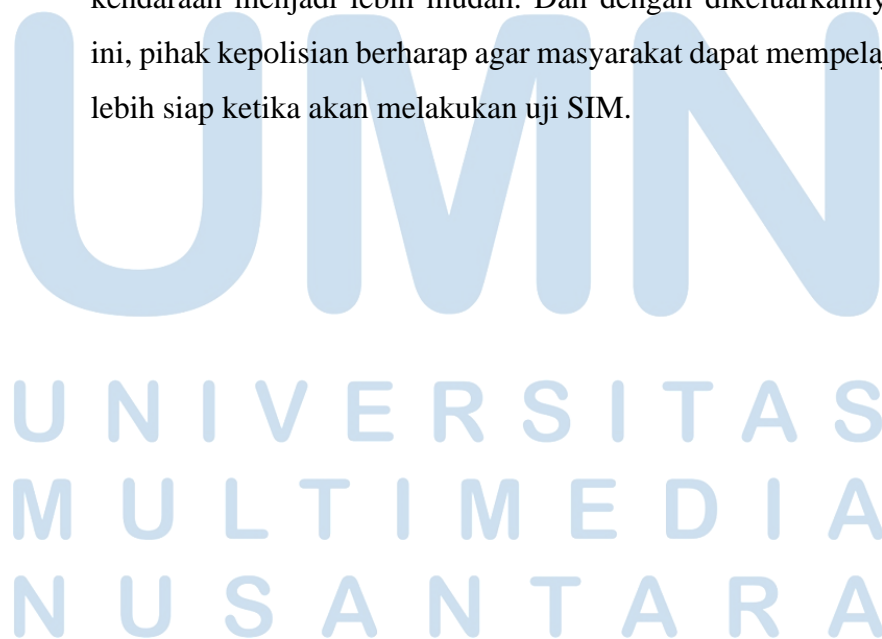 kendaraan menjadi lebih mudah. Dan dengan dikeluarkanny
ini, pihak kepolisian berharap agar masyarakat dapat mempela
lebih siap ketika akan melakukan uji SIM.
UMN
UNIVERSITAS
MULTIMEDIA
NUSANTARA